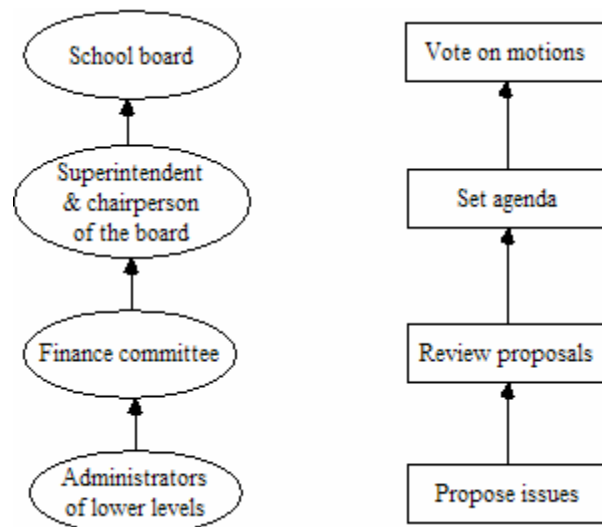 School board
Vote on motions
Superintendent
& chairperson
of the board
Set agenda
Finance committee
Review proposals
Administrators
of lower levels
Propose issues